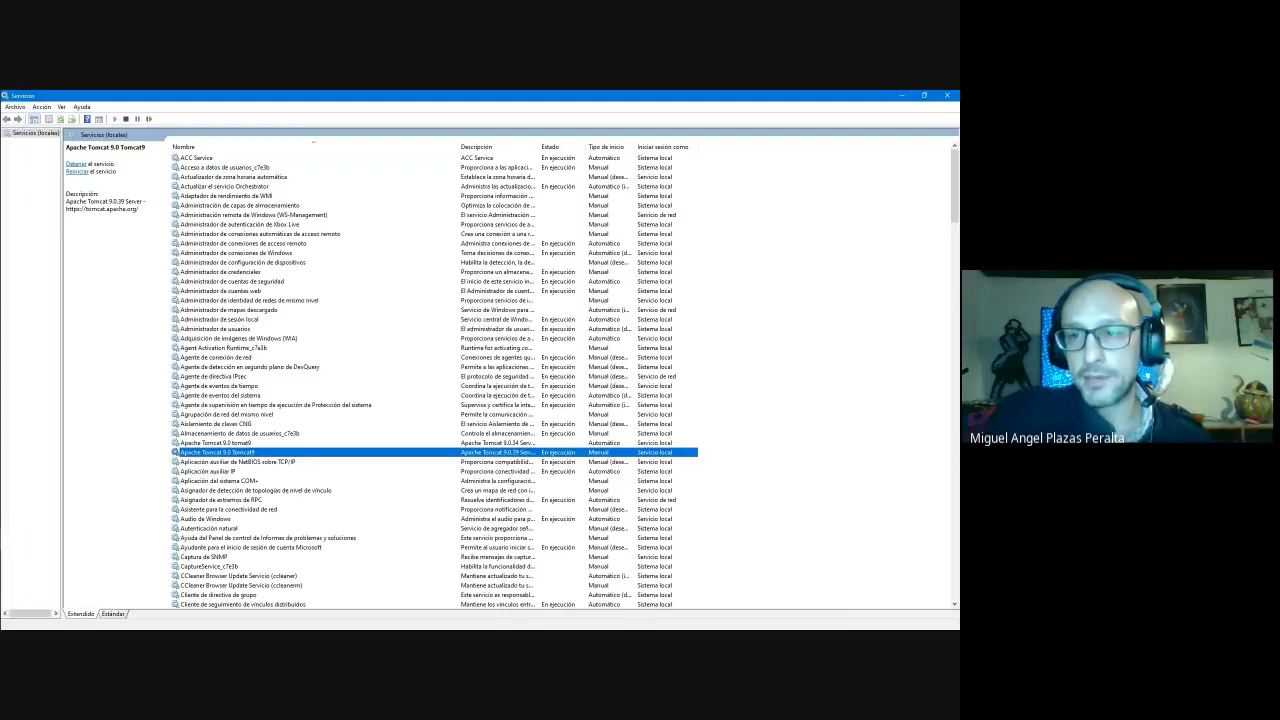 Servicios
Archivo Acción Ver Ayuda
Servicios (locales)
Servicios (locales)
Apache Tomcat 9.0 Tomcat9
Detener el servicio
Reiniciar el servicio
Descripción:
Apache Tomcat 9.0.39 Server -
https://tomcat.apache.org/
Nombre Descripción Estado Tipo de inicio Iniciar sesión como
ACC Service ACC Service En ejecución Automático Sistema local
Acceso a datos de usuarios_c7e3b Proporciona a las aplicaci... En ejecución Manual Sistema local
Actualizador de zona horaria automática Establece la zona horaria d... Manual (dese... Servicio local
Actualizar el servicio Orchestrator Administra las actualizacio... En ejecución Automático (i... Sistema local
Adaptador de rendimiento de WMI Proporciona información ... Manual Sistema local
Administración de capas de almacenamiento Optimiza la colocación de ... Manual Sistema local
Administración remota de Windows (WS-Management) El servicio Administración ... Manual Servicio de red
Administrador de autenticación de Xbox Live Proporciona servicios de a... Manual Sistema local
Administrador de conexiones automáticas de acceso remoto Crea una conexión a una r... Manual Sistema local
Administrador de conexiones de acceso remoto Administra conexiones de ... En ejecución Automático Sistema local
Administrador de conexiones de Windows Toma decisiones de conex... En ejecución Automático (d... Servicio local
Administrador de configuración de dispositivos Habilita la detección, la de... Manual (dese... Sistema local
Administrador de credenciales Proporciona un almacena... En ejecución Manual Sistema local
Administrador de cuentas de seguridad El inicio de este servicio in... En ejecución Automático Sistema local
Administrador de cuentas web El Administrador de cuent... En ejecución Manual Sistema local
Administrador de identidad de redes de mismo nivel Proporciona servicios de i... Manual Servicio local
Administrador de mapas descargado Servicio de Windows para ... Automático (i... Servicio de red
Administrador de sesión local Servicio central de Windo... En ejecución Automático Sistema local
Administrador de usuarios El administrador de usuari... En ejecución Automático (d... Sistema local
Adquisición de imágenes de Windows (WIA) Proporciona servicios de a... En ejecución Automático Servicio local
Agent Activation Runtime_c7e3b Runtime for activating co... Manual Sistema local
Agente de conexión de red Conexiones de agentes qu... En ejecución Manual (dese... Sistema local
Agente de detección en segundo plano de DevQuery Permite a las aplicaciones ... Manual (dese... Sistema local
Agente de directiva IPsec El protocolo de seguridad ... En ejecución Manual (dese... Servicio de red
Agente de eventos de tiempo Coordina la ejecución de t... En ejecución Manual (dese... Servicio local
Agente de eventos del sistema Coordina la ejecución de t... En ejecución Automático (d... Sistema local
Agente de supervisión en tiempo de ejecución de Protección del sistema Supervisa y certifica la inte... En ejecución Automático (d... Sistema local
Agrupación de red del mismo nivel Permite la comunicación ... Manual Servicio local
Aislamiento de claves CNG El servicio Aislamiento de... En ejecución Manual (dese... Sistema local
Almacenamiento de datos de usuarios_c7e3b Controla el almacenamien... En ejecución Manual Sistema local
Apache Tomcat 9.0 tomcat9 Apache Tomcat 9.0.34 Serv... Automático Servicio local
Apache Tomcat 9.0 Tomcat9 Apache Tomcat 9.0.39 Serv... En ejecución Manual Servicio local
Aplicación auxiliar de NetBIOS sobre TCP/IP Proporciona compatibilid... En ejecución Manual (dese... Servicio local
Aplicación auxiliar IP Proporciona conectividad ... En ejecución Automático Sistema local
Aplicación del sistema COM+ Administra la configuració... Manual Sistema local
Asignador de detección de topologías de nivel de vínculo Crea un mapa de red con i... Manual Servicio local
Asignador de extremos de RPC Resuelve identificadores d... En ejecución Automático Servicio de red
Asistente para la conectividad de red Proporciona notificación ... Manual (dese... Sistema local
Audio de Windows Administra el audio para p... En ejecución Automático Servicio local
Autenticación natural Servicio de agregador señ... Manual (dese... Sistema local
Ayuda del Panel de control de Informes de problemas y soluciones Este servicio proporciona ... Manual Sistema local
Ayudante para el inicio de sesión de cuenta Microsoft Permite al usuario iniciar s... En ejecución Manual (dese... Sistema local
Captura de SNMP Recibe mensajes de captur... Manual Servicio local
CaptureService_c7e3b Habilita la funcionalidad d... Manual Sistema local
CCleaner Browser Update Servicio (ccleaner) Mantiene actualizado tu s... Automático (i... Sistema local
CCleaner Browser Update Servicio (ccleanerm) Mantiene actualizado tu s... Manual Sistema local
Cliente de directiva de grupo Este servicio es responsabl... Automático (d... Sistema local
Cliente de seguimiento de vínculos distribuidos Mantiene los vínculos entr... En ejecución Automático Sistema local
Extendido Estándar
Miguel Angel Plazas Peralta